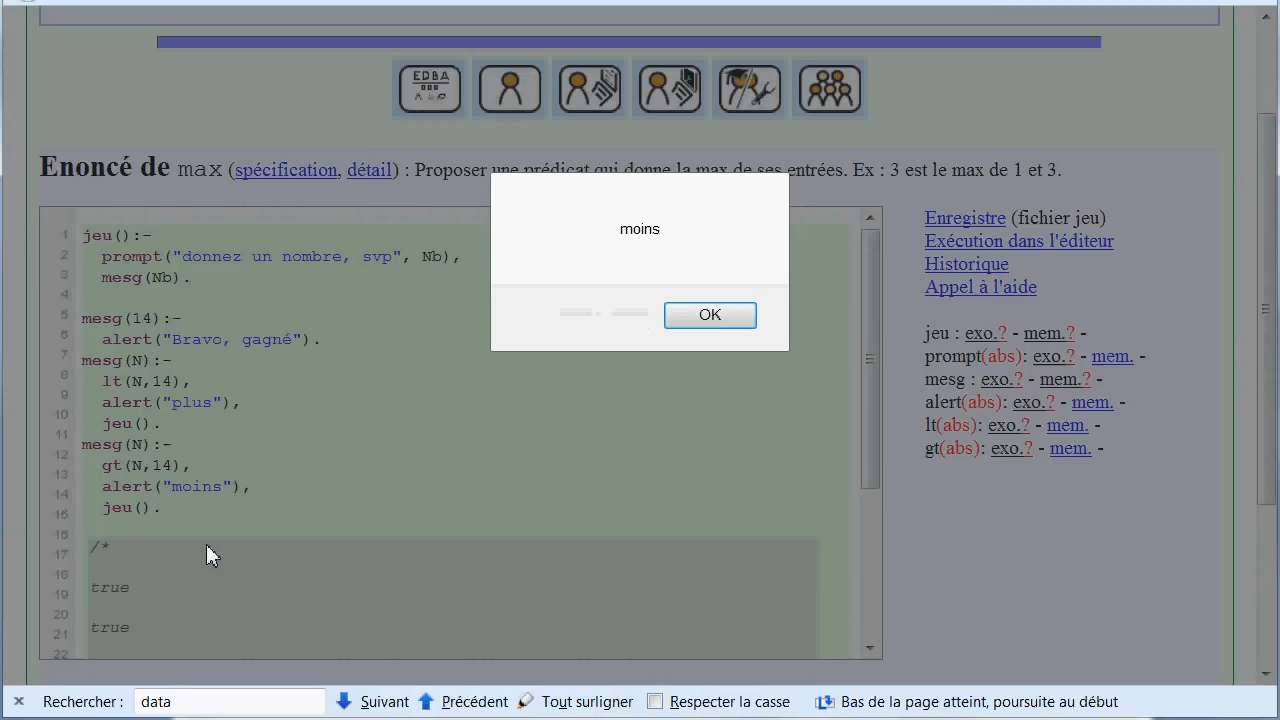 EDBA
Enoncé de max (spécification, détail) : Proposer une prédicat qui donne la max de ses entrées. Ex : 3 est le max de 1 et 3.
1 jeu():-
2 prompt("donnez un nombre, svp", Nb),
3 mesg(Nb).
4
5 mesg(14):-
6 alert("Bravo, gagné").
7 mesg(N):-
8 lt(N,14),
9 alert("plus"),
10 jeu().
11 mesg(N):-
12 gt(N,14),
13 alert("moins"),
14 jeu().
15
16
17 /*
18
19 true
20
21 true
22
moins
OK
Enregistre (fichier jeu)
Exécution dans l'éditeur
Historique
Appel à l'aide
jeu : exo.? - mem.? -
prompt(abs): exo.? - mem. -
mesg : exo.? - mem.? -
alert(abs): exo.? - mem. -
lt(abs): exo.? - mem. -
gt(abs): exo.? - mem. -
Rechercher : data Suivant Précédent Tout surligner Respecter la casse Bas de la page atteint, poursuite au début